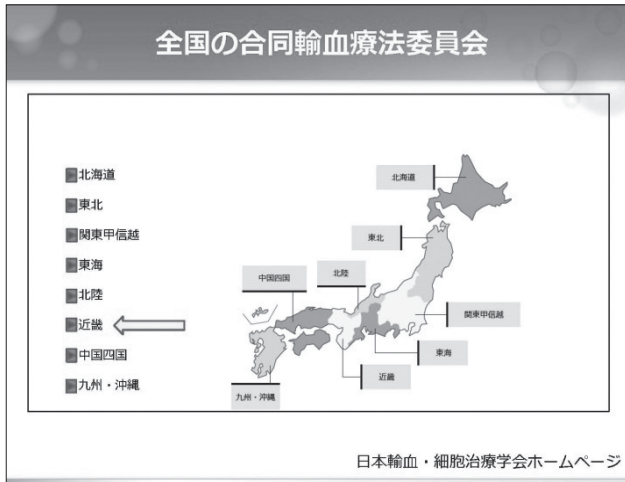 全国の合同輸血療法委員会
北海道
東北
関東甲信越
東海
北陸
近畿
中国四国
九州・沖縄
北海道
東北
北陸
中国四国
関東甲信越
東海
近畿
九州・沖縄
日本輸血・細胞治療学会ホームページ